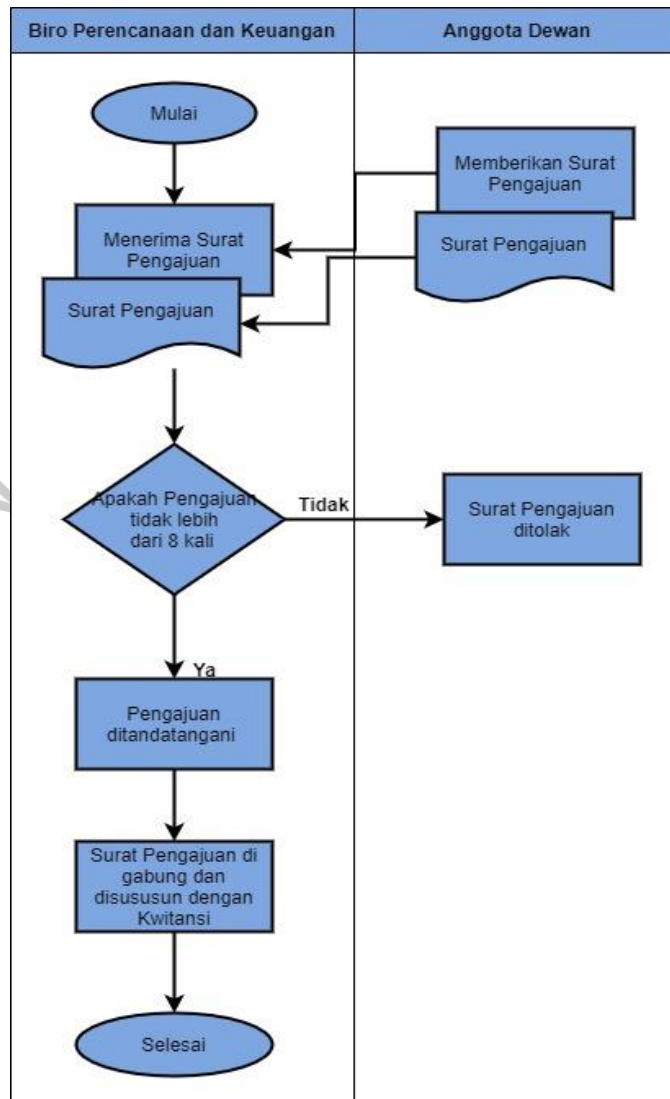 Biro Perencanaan dan Keuangan
Anggota Dewan
Mulai
Memberikan Surat
Pengajuan
Menerima Surat
Pengajuan
Surat Pengajuan
Surat Pengajuan
Apakah Pengajuan
tidak lebih
dari 8 kali
Tidak
Surat Pengajuan
ditolak
Ya
Pengajuan
ditandatangani
Surat Pengajuan di
gabung dan
disususun dengan
Kwitansi
Selesai